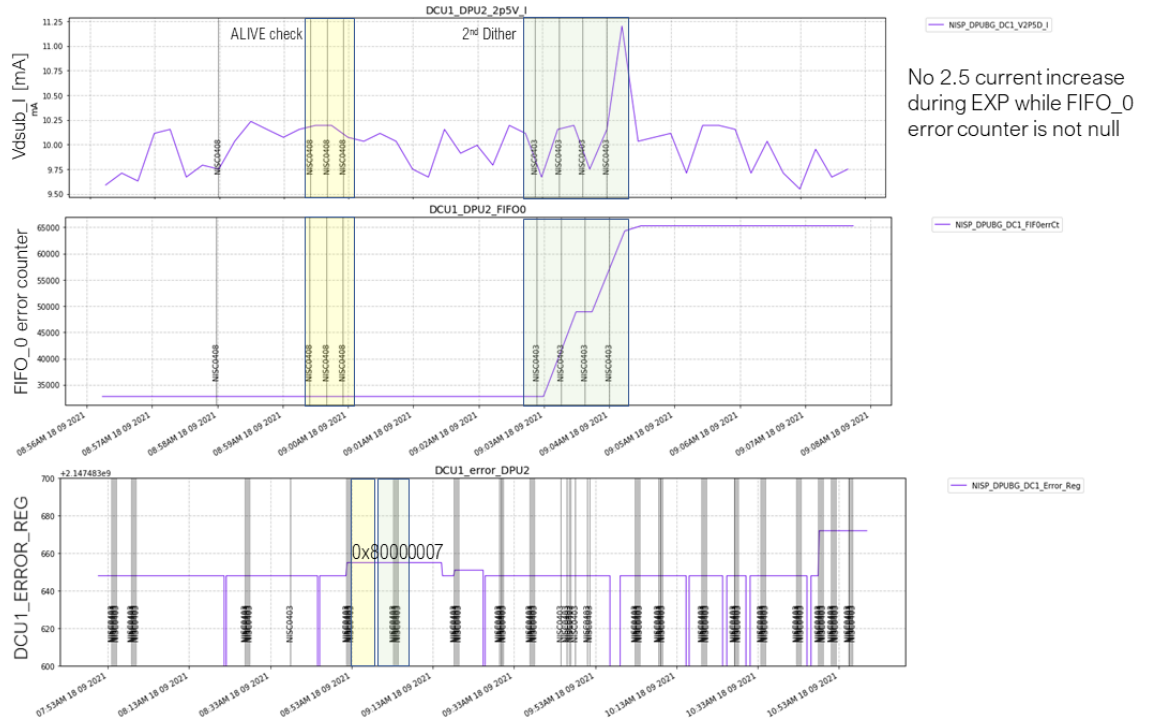 DCU1_DPU2_2p5V_I
11.25
11.00
10.75
10.50
10.25
10.00
9.75
9.50
Vdsub_I [mA]
mA
ALIVE check
2nd Dither
NISC0408
NISC0408
NISC0408
NISC0408
NISC0403
NISC0403
NISC0403
NISC0403
NISP_DPUBG_DC1_V2P5D_I
No 2.5 current increase
during EXP while FIFO_0
error counter is not null
DCU1_DPU2_FIFO0
65000
60000
55000
50000
45000
40000
35000
FIFO_0 error counter
NISC0408
NISC0408
NISC0408
NISC0408
NISC0403
NISC0403
NISC0403
NISC0403
NISP_DPUBG_DC1_FIF0errCt
08:56AM 18 09 2021
08:57AM 18 09 2021
08:58AM 18 09 2021
08:59AM 18 09 2021
09:00AM 18 09 2021
09:01AM 18 09 2021
09:02AM 18 09 2021
09:03AM 18 09 2021
09:04AM 18 09 2021
09:05AM 18 09 2021
09:06AM 18 09 2021
09:07AM 18 09 2021
09:08AM 18 09 2021
DCU1_error_DPU2
+2.147483e9
700
680
660
640
620
600
DCU1_ERROR_REG
0x80000007
NISC0403
NISP_DPUBG_DC1_Error_Reg
07:53AM 18 09 2021
08:13AM 18 09 2021
08:33AM 18 09 2021
08:53AM 18 09 2021
09:13AM 18 09 2021
09:33AM 18 09 2021
09:53AM 18 09 2021
10:13AM 18 09 2021
10:33AM 18 09 2021
10:53AM 18 09 2021